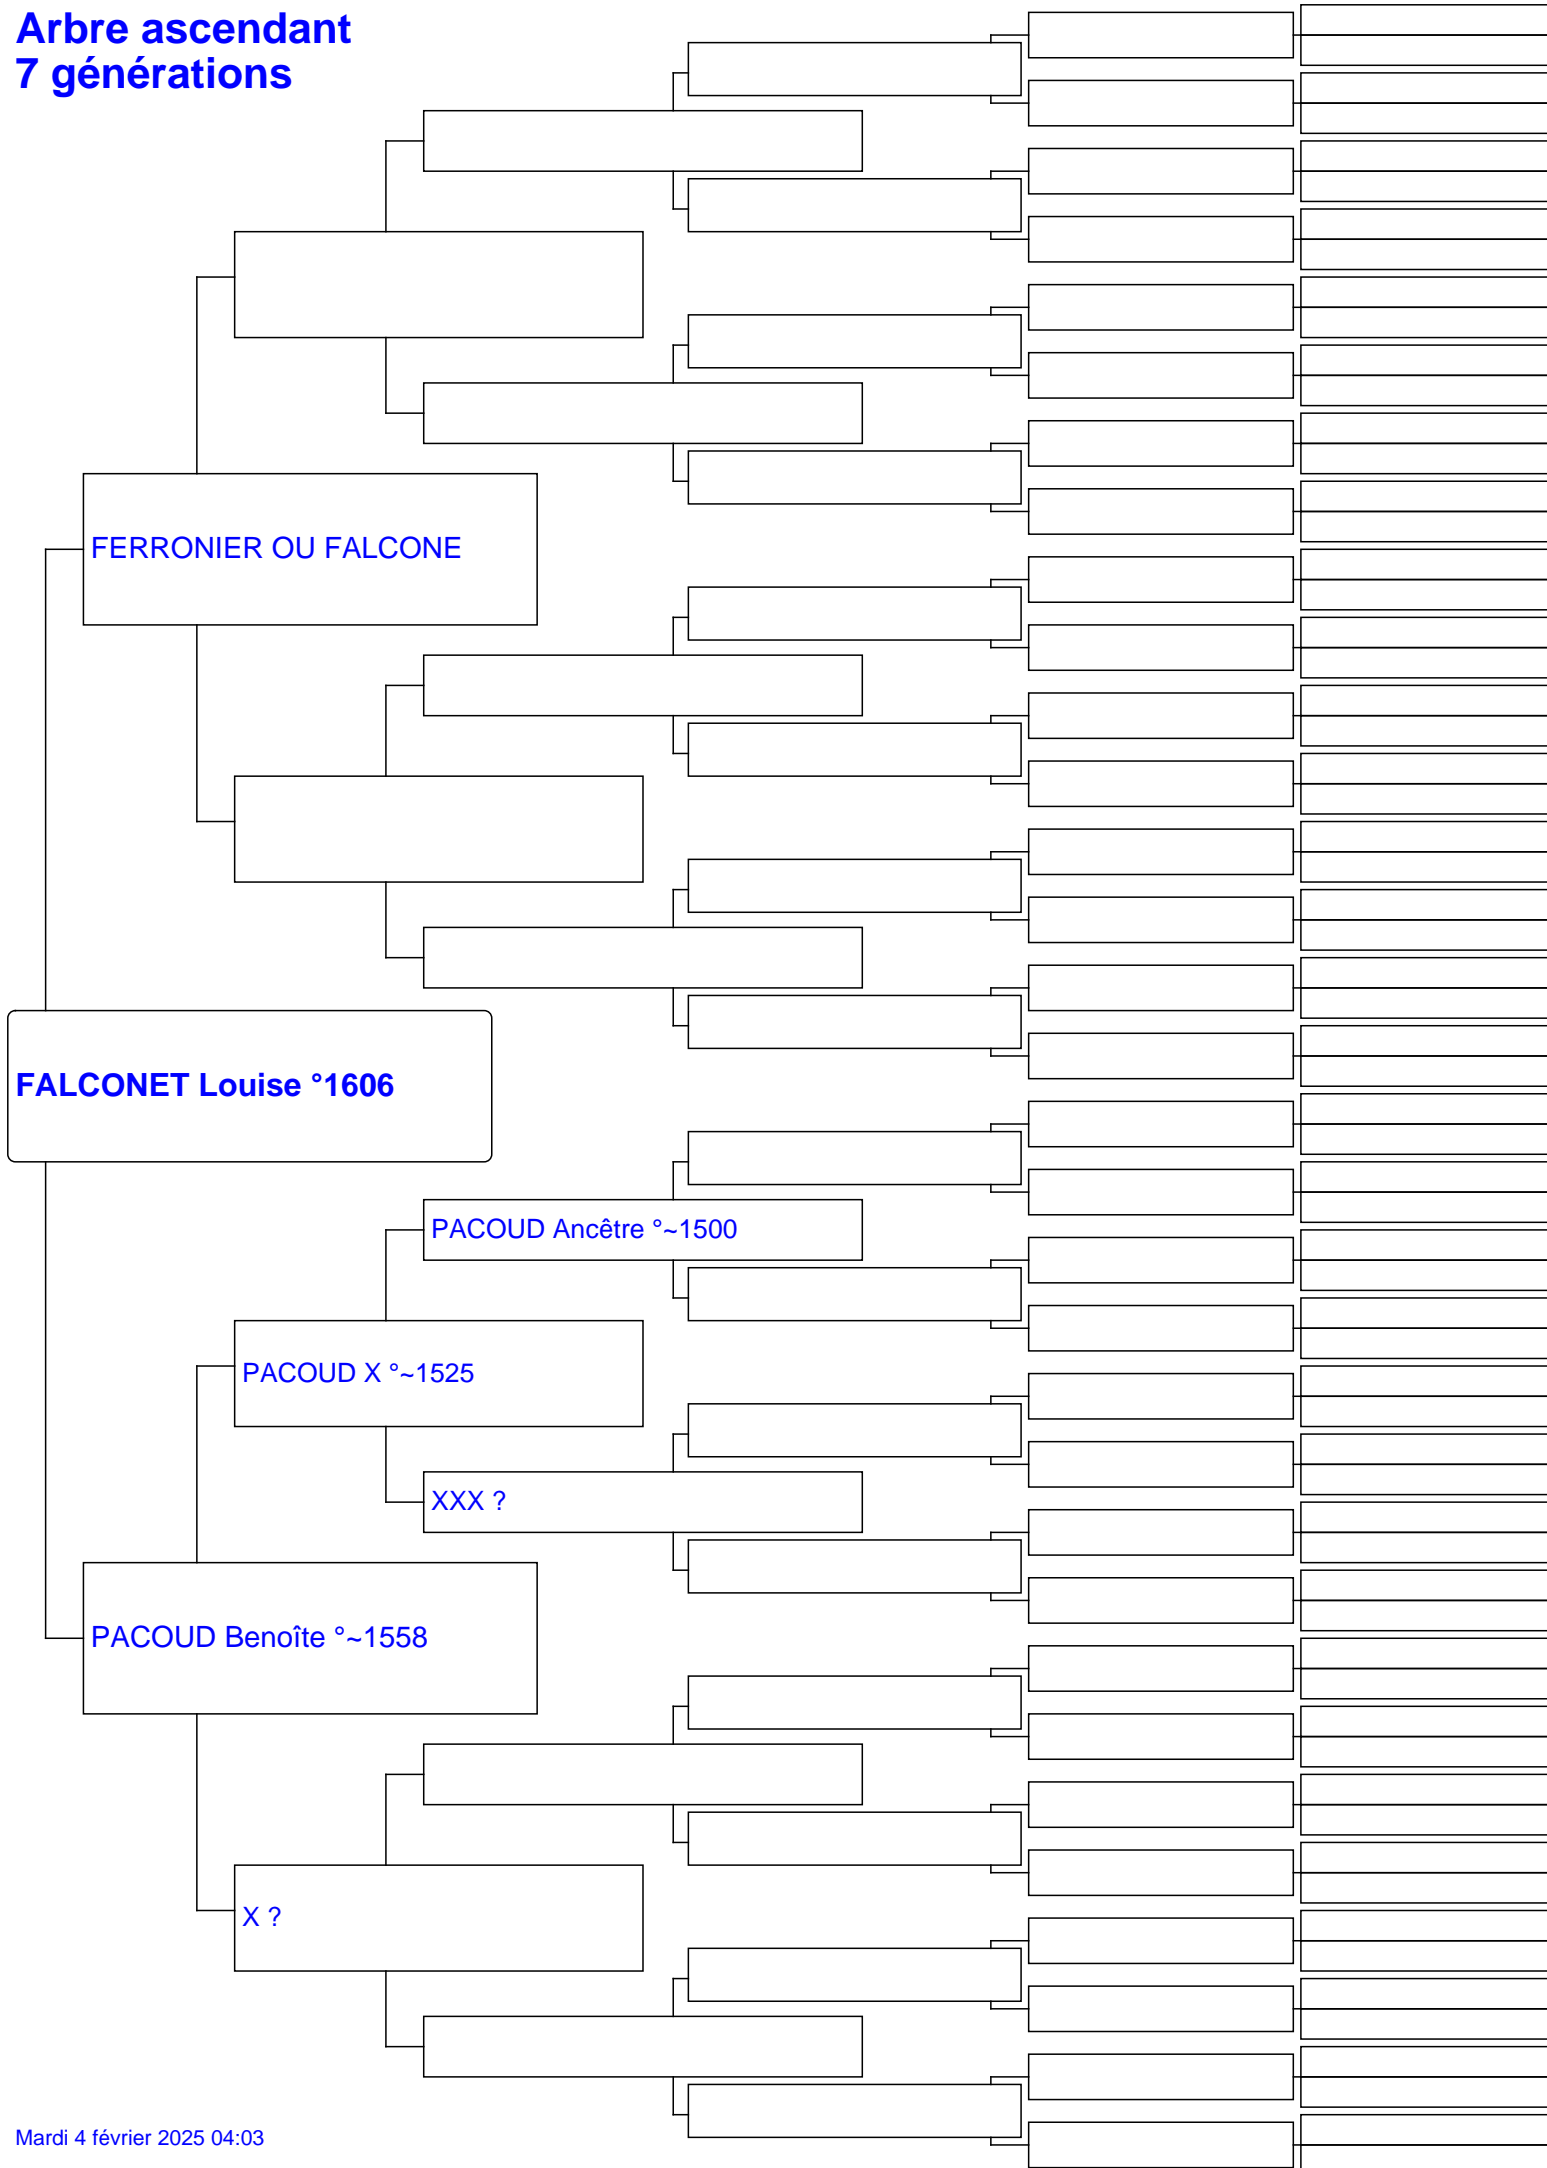 Arbre ascendant
7 générations
FERRONIER OU FALCONE
FALCONET Louise °1606
PACOUD Ancêtre °~1500
PACOUD X °~1525
XXX ?
PACOUD Benoîte °~1558
X ?
Mardi 4 février 2025 04:03